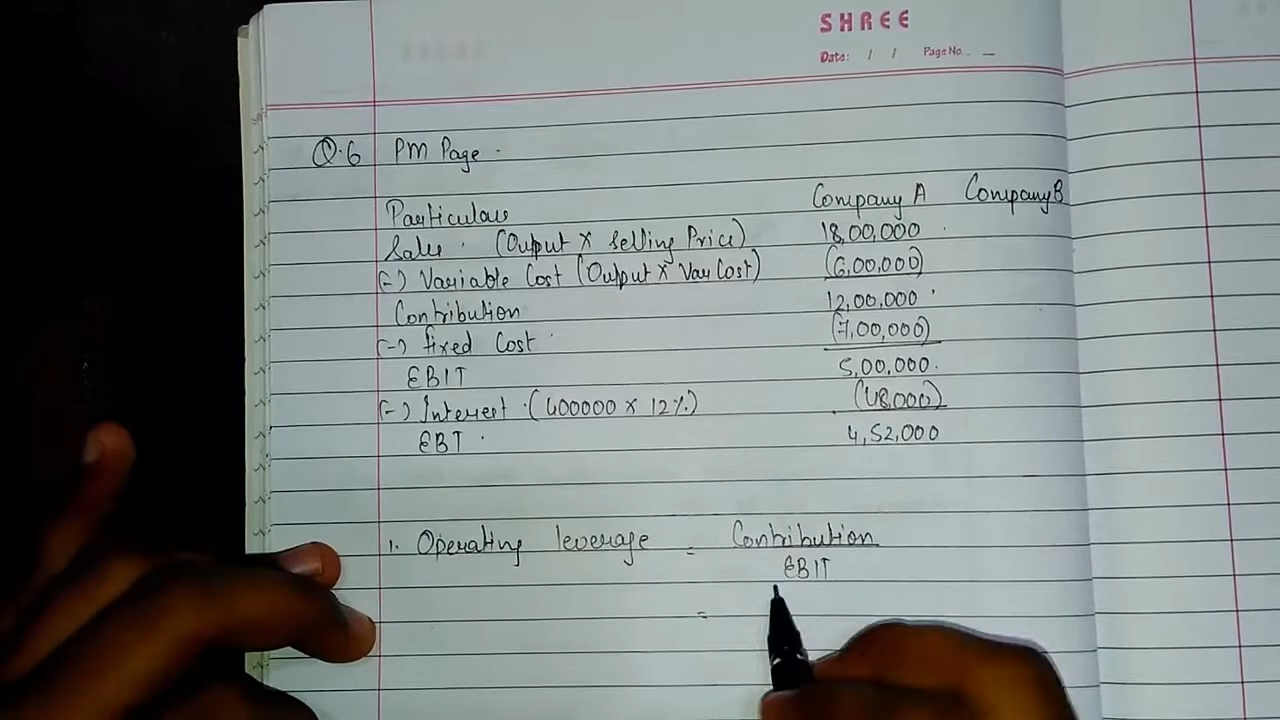 SHREE
Date: / / Page No _
Q.6 PM Page .
Particulars Company A Company B
Sales . (Output X Selling Price) 18,00,000
(-) Variable Cost (Output X Var Cost) (6,00,000)
Contribution 12,00,000
(-) fixed Cost (7,00,000)
EBIT 5,00,000.
(-) Interest (400000 X 12%) (48,000)
EBT 4,52,000
1. Operating leverage = Contribution
EBIT
=